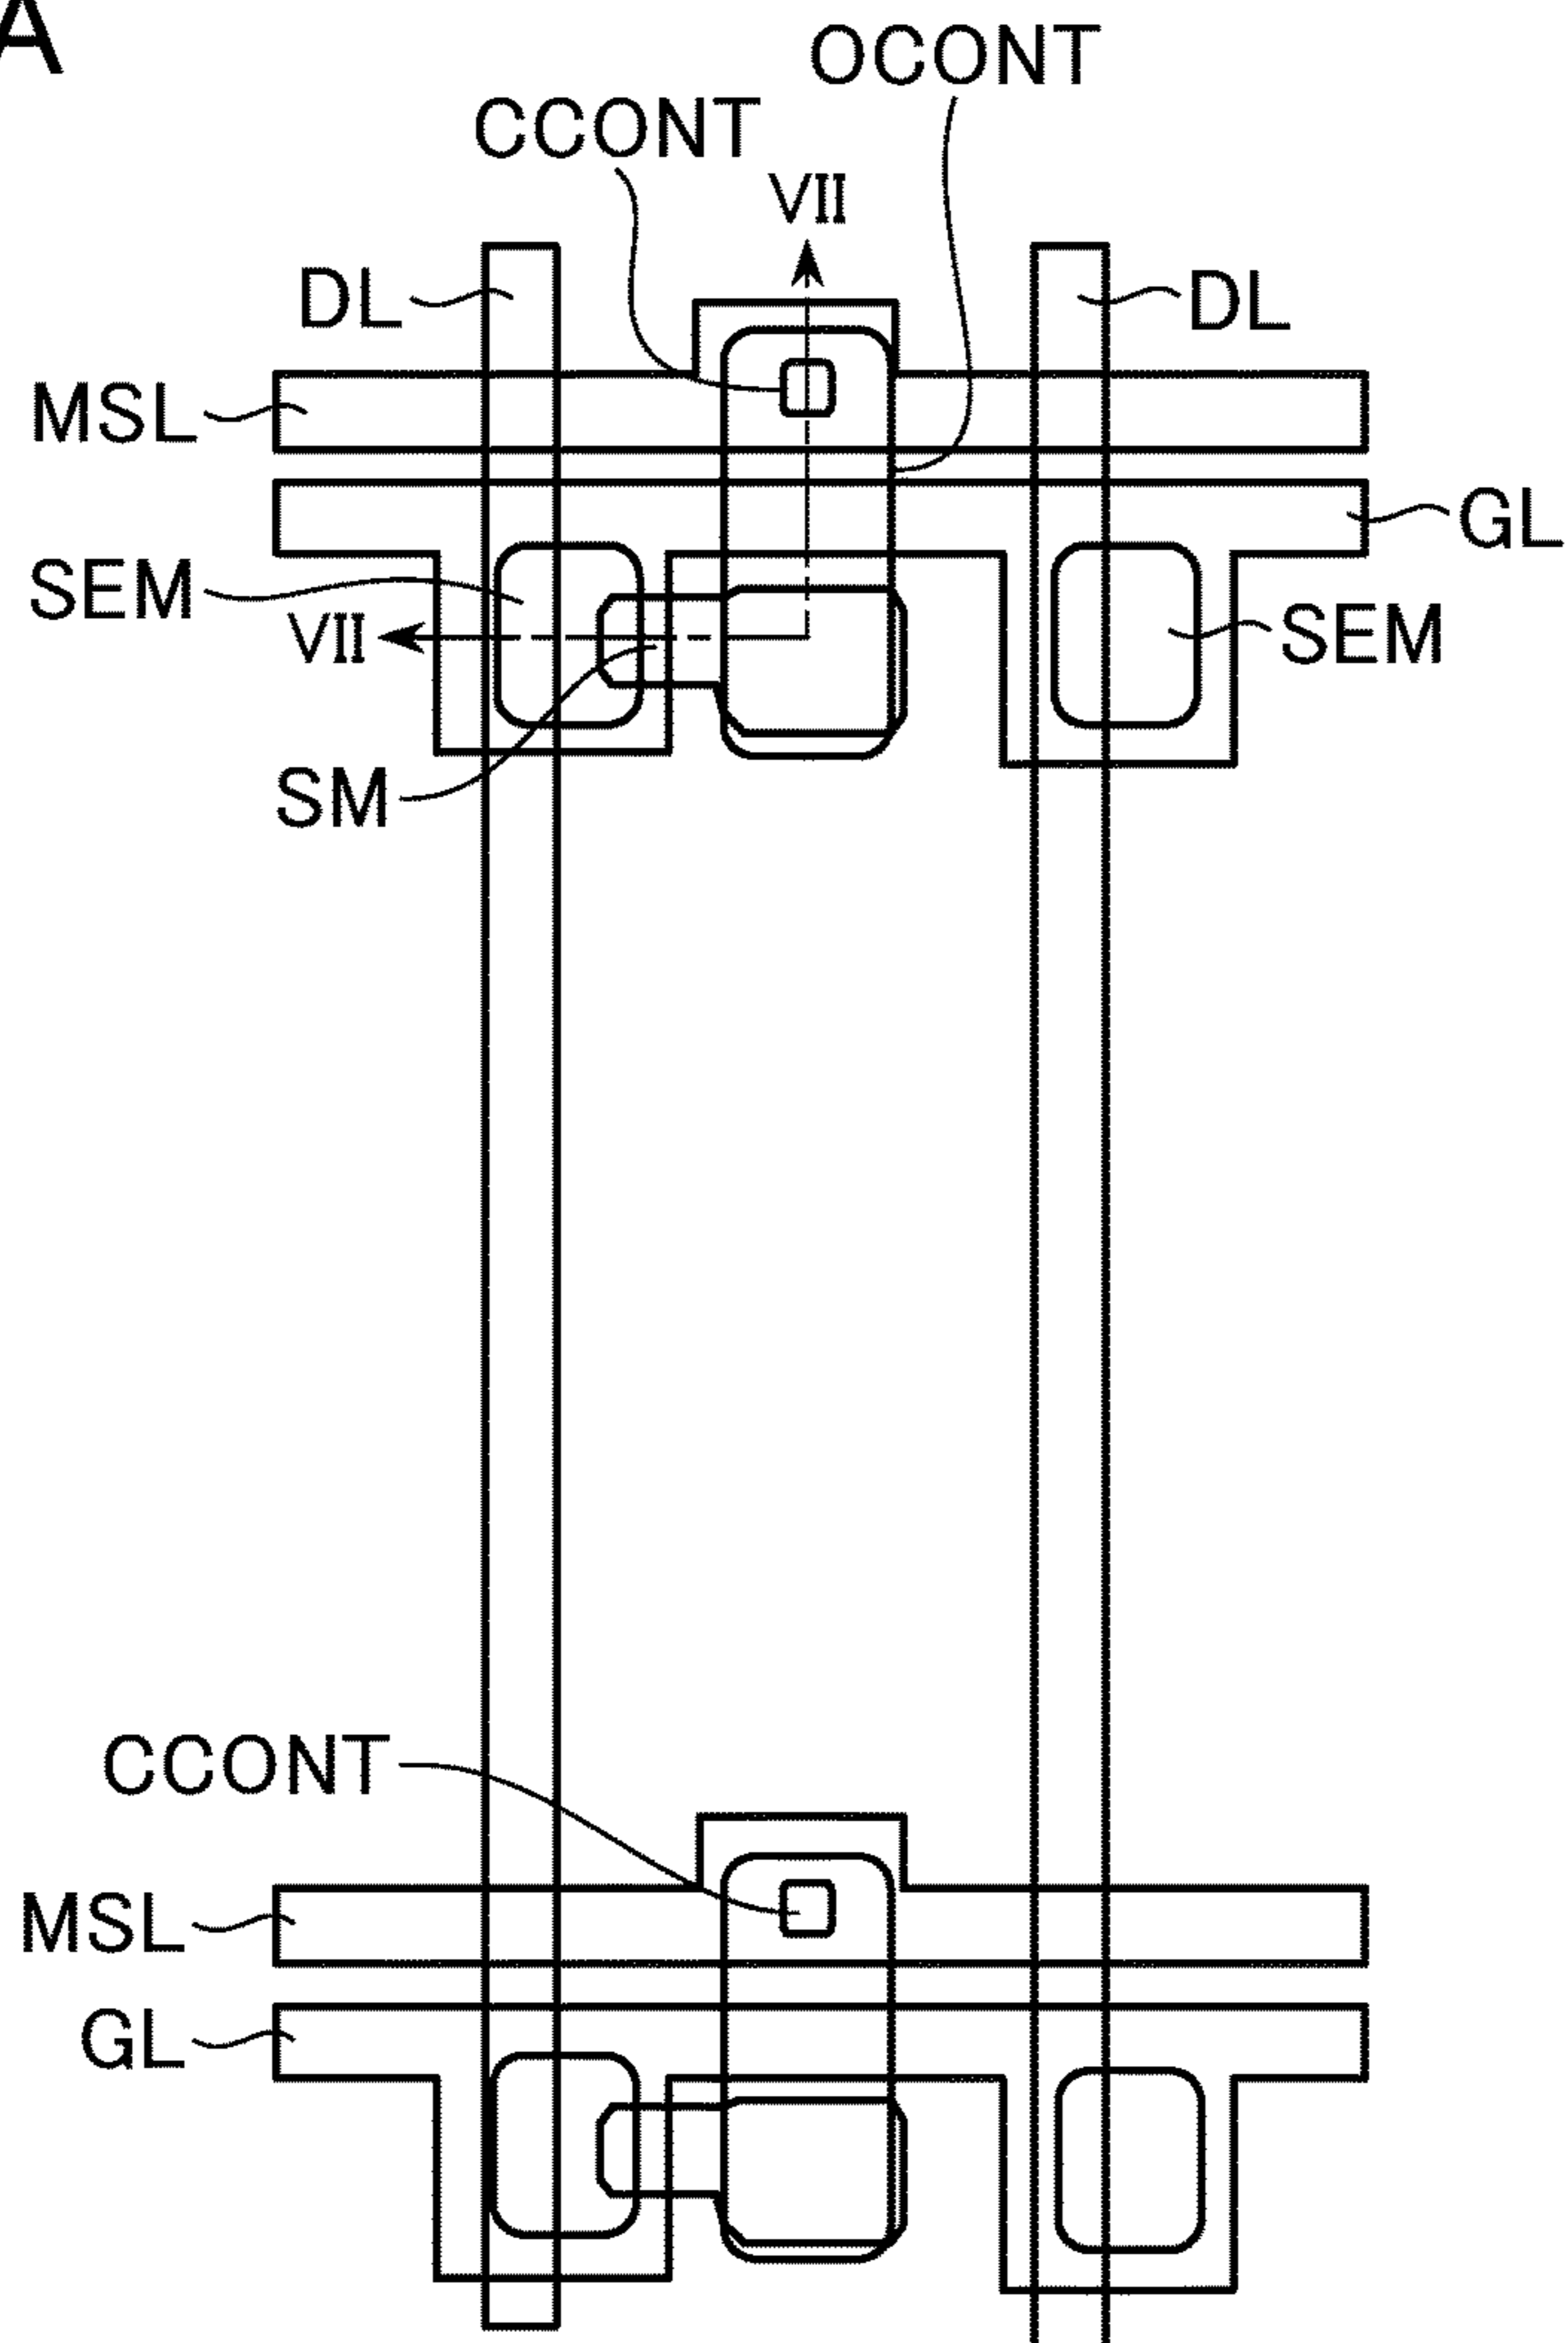 A
OCONT
CCONT
VII
DL
DL
MSL
GL
SEM
VII
SEM
SM
CCONT
MSL
GL